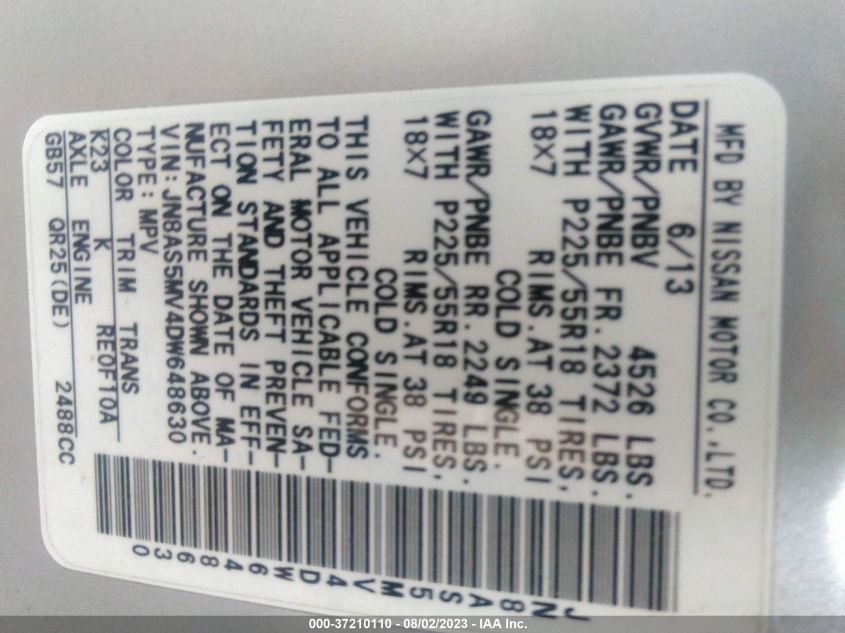 MFD BY NISSAN MOTOR CO.,LTD.
DATE 6/13
GVWR/PNBV 4526 LBS.
GAWR/PNBE FR. 2372 LBS.
WITH P225/55R18 TIRES,
18X7 RIMS.AT 38 PSI
COLD SINGLE.
GAWR/PNBE RR. 2249 LBS.
WITH P225/55R18 TIRES,
18X7 RIMS.AT 38 PSI
COLD SINGLE.
THIS VEHICLE CONFORMS
TO ALL APPLICABLE FED-
ERAL MOTOR VEHICLE SA-
FETY AND THEFT PREVEN-
TION STANDARDS IN EFF-
ECT ON THE DATE OF MA-
NUFACTURE SHOWN ABOVE.
VIN:JN8AS5MV4DW648630
TYPE:MPV
COLOR TRIM TRANS
K23 K RE0F10A
AXLE ENGINE
GB57 QR25(DE) 2488CC
JN8AS5MV4DW648630
000-37210110 - 08/02/2023 - IAA Inc.